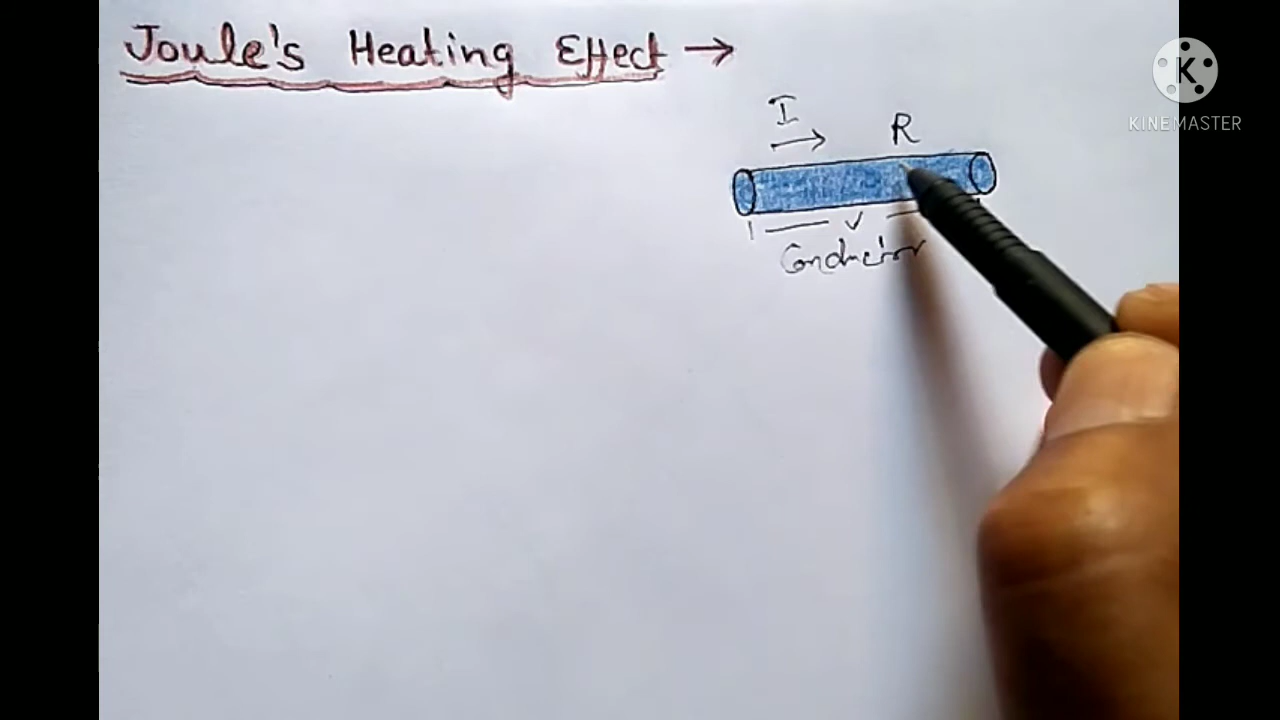 Joule's Heating Effect →
I
→
R
V
Conductor
K
KINEMASTER